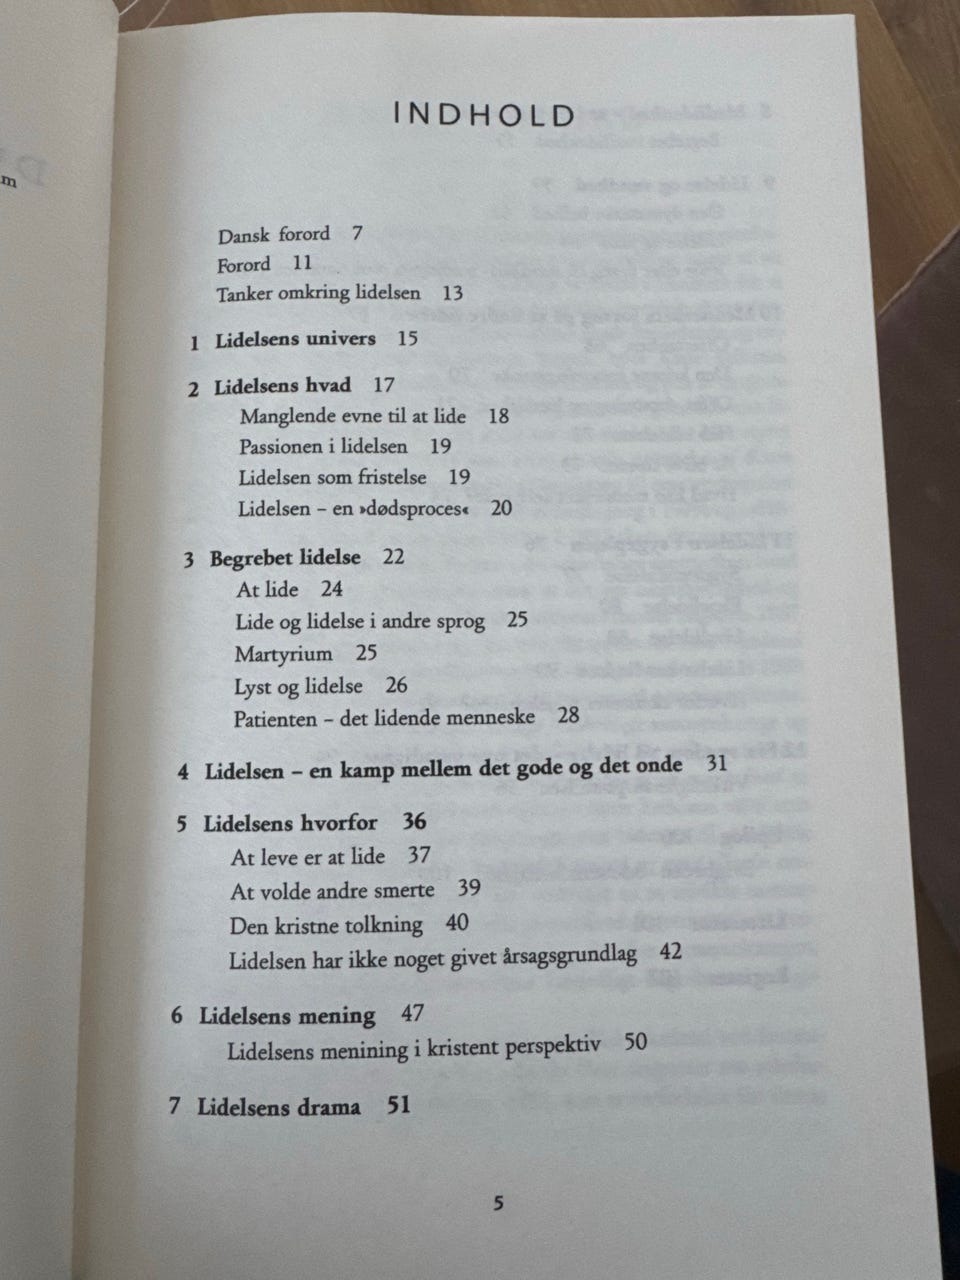 INDHOLD
Dansk forord 7
Forord 11
Tanker omkring lidelsen 13
1 Lidelsens univers 15
2 Lidelsens hvad 17
Manglende evne til at lide 18
Passionen i lidelsen 19
Lidelsen som fristelse 19
Lidelsen – en »dødsproces« 20
3 Begrebet lidelse 22
At lide 24
Lide og lidelse i andre sprog 25
Martyrium 25
Lyst og lidelse 26
Patienten – det lidende menneske 28
4 Lidelsen – en kamp mellem det gode og det onde 31
5 Lidelsens hvorfor 36
At leve er at lide 37
At volde andre smerte 39
Den kristne tolkning 40
Lidelsen har ikke noget givet årsagsgrundlag 42
6 Lidelsens mening 47
Lidelsens menining i kristent perspektiv 50
7 Lidelsens drama 51
5